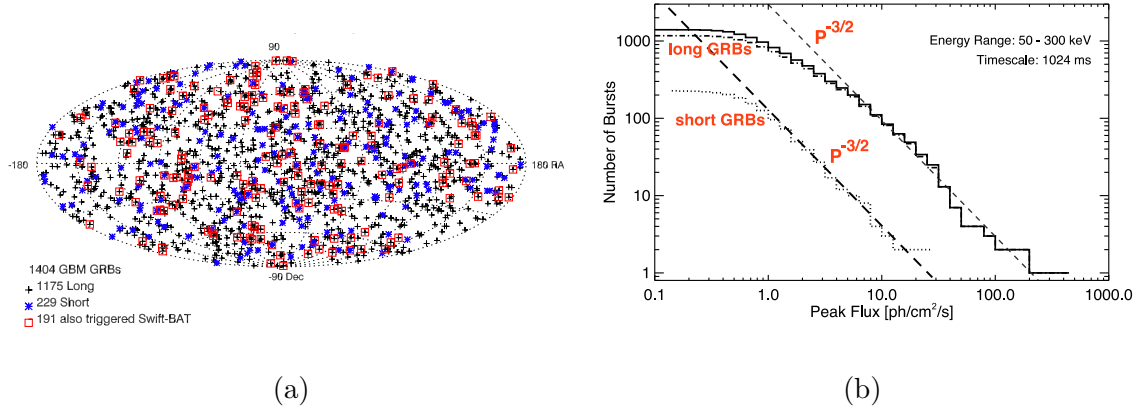 90
-180
180 RA
-90 Dec
1404 GBM GRBs
+ 1175 Long
229 Short
191 also triggered Swift-BAT
(a)
Number of Bursts
1000
100
10
1
long GRBs
short GRBs
P-3/2
P-3/2
Energy Range: 50 - 300 keV
Timescale: 1024 ms
0.1
1.0
10.0
100.0
1000.0
Peak Flux [ph/cm²/s]
(b)